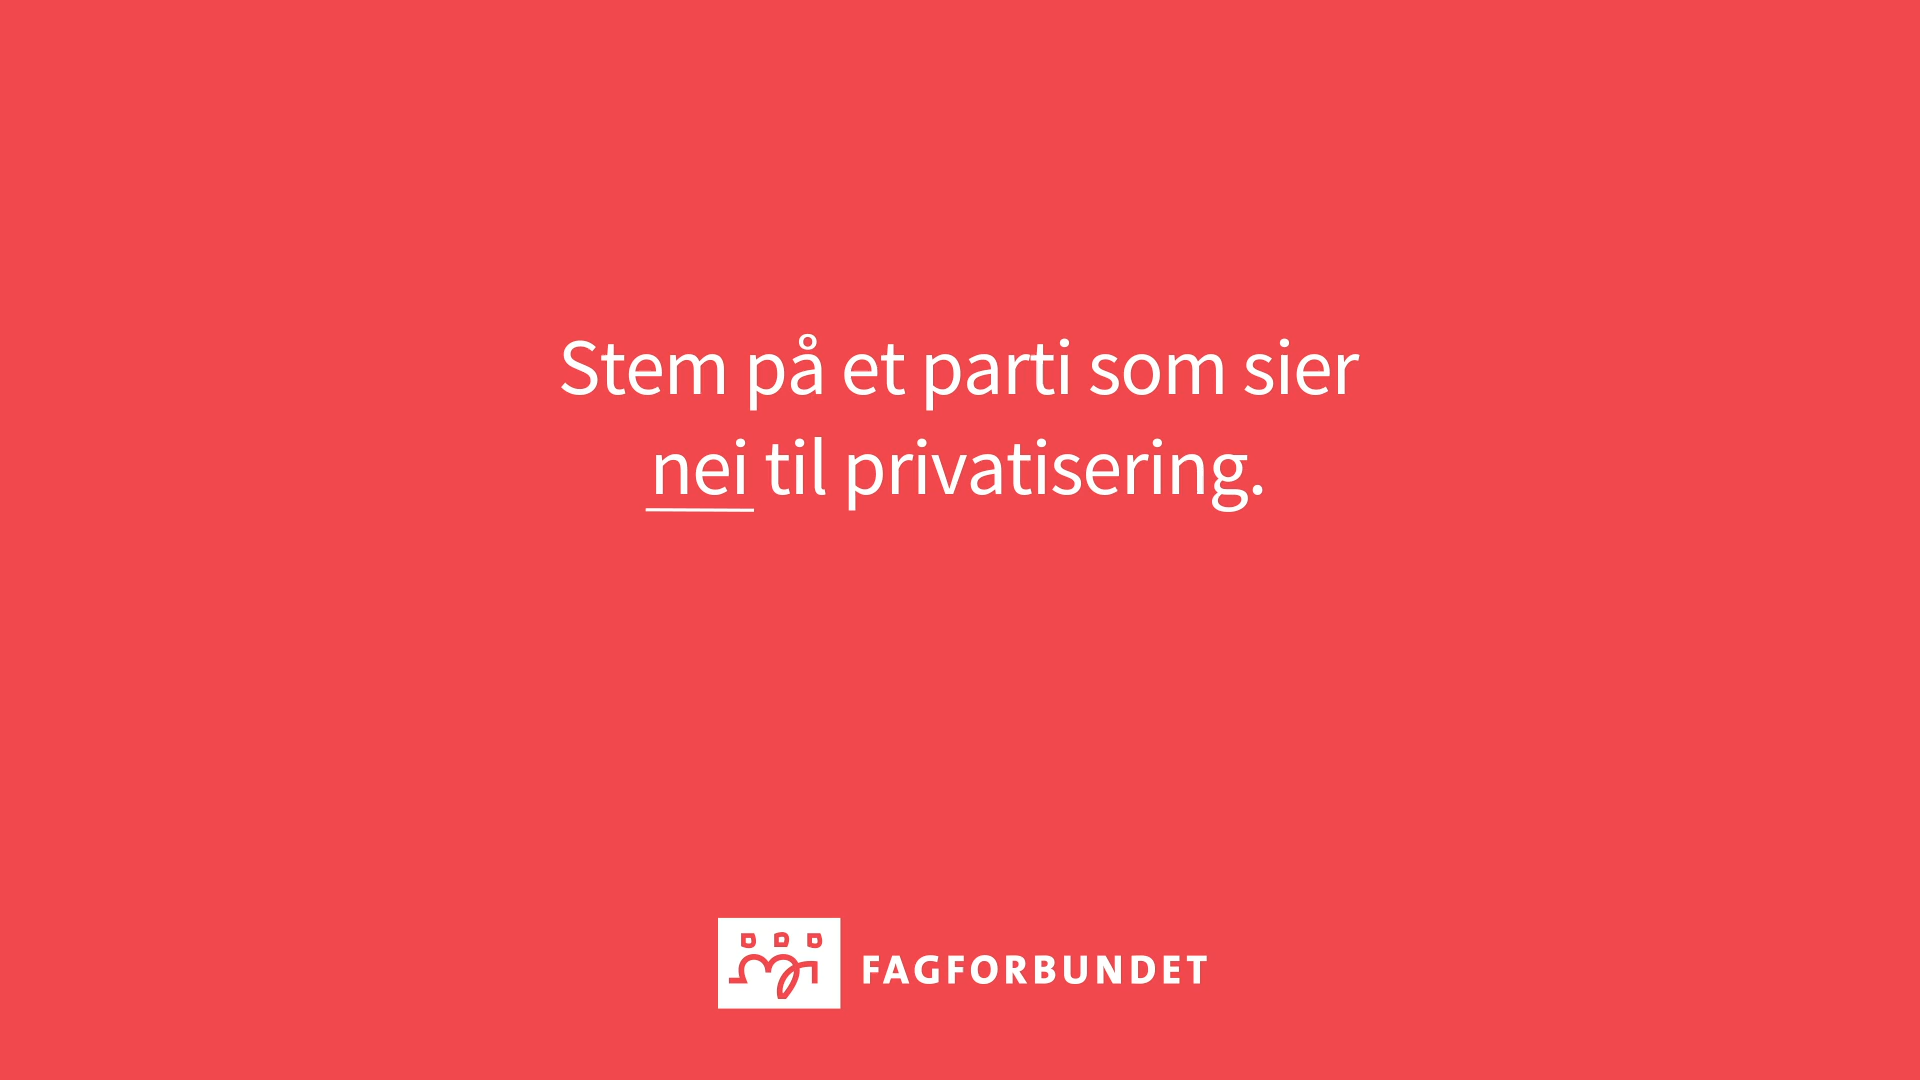 Stem på et parti som sier
nei til privatisering.
FAGFORBUNDET